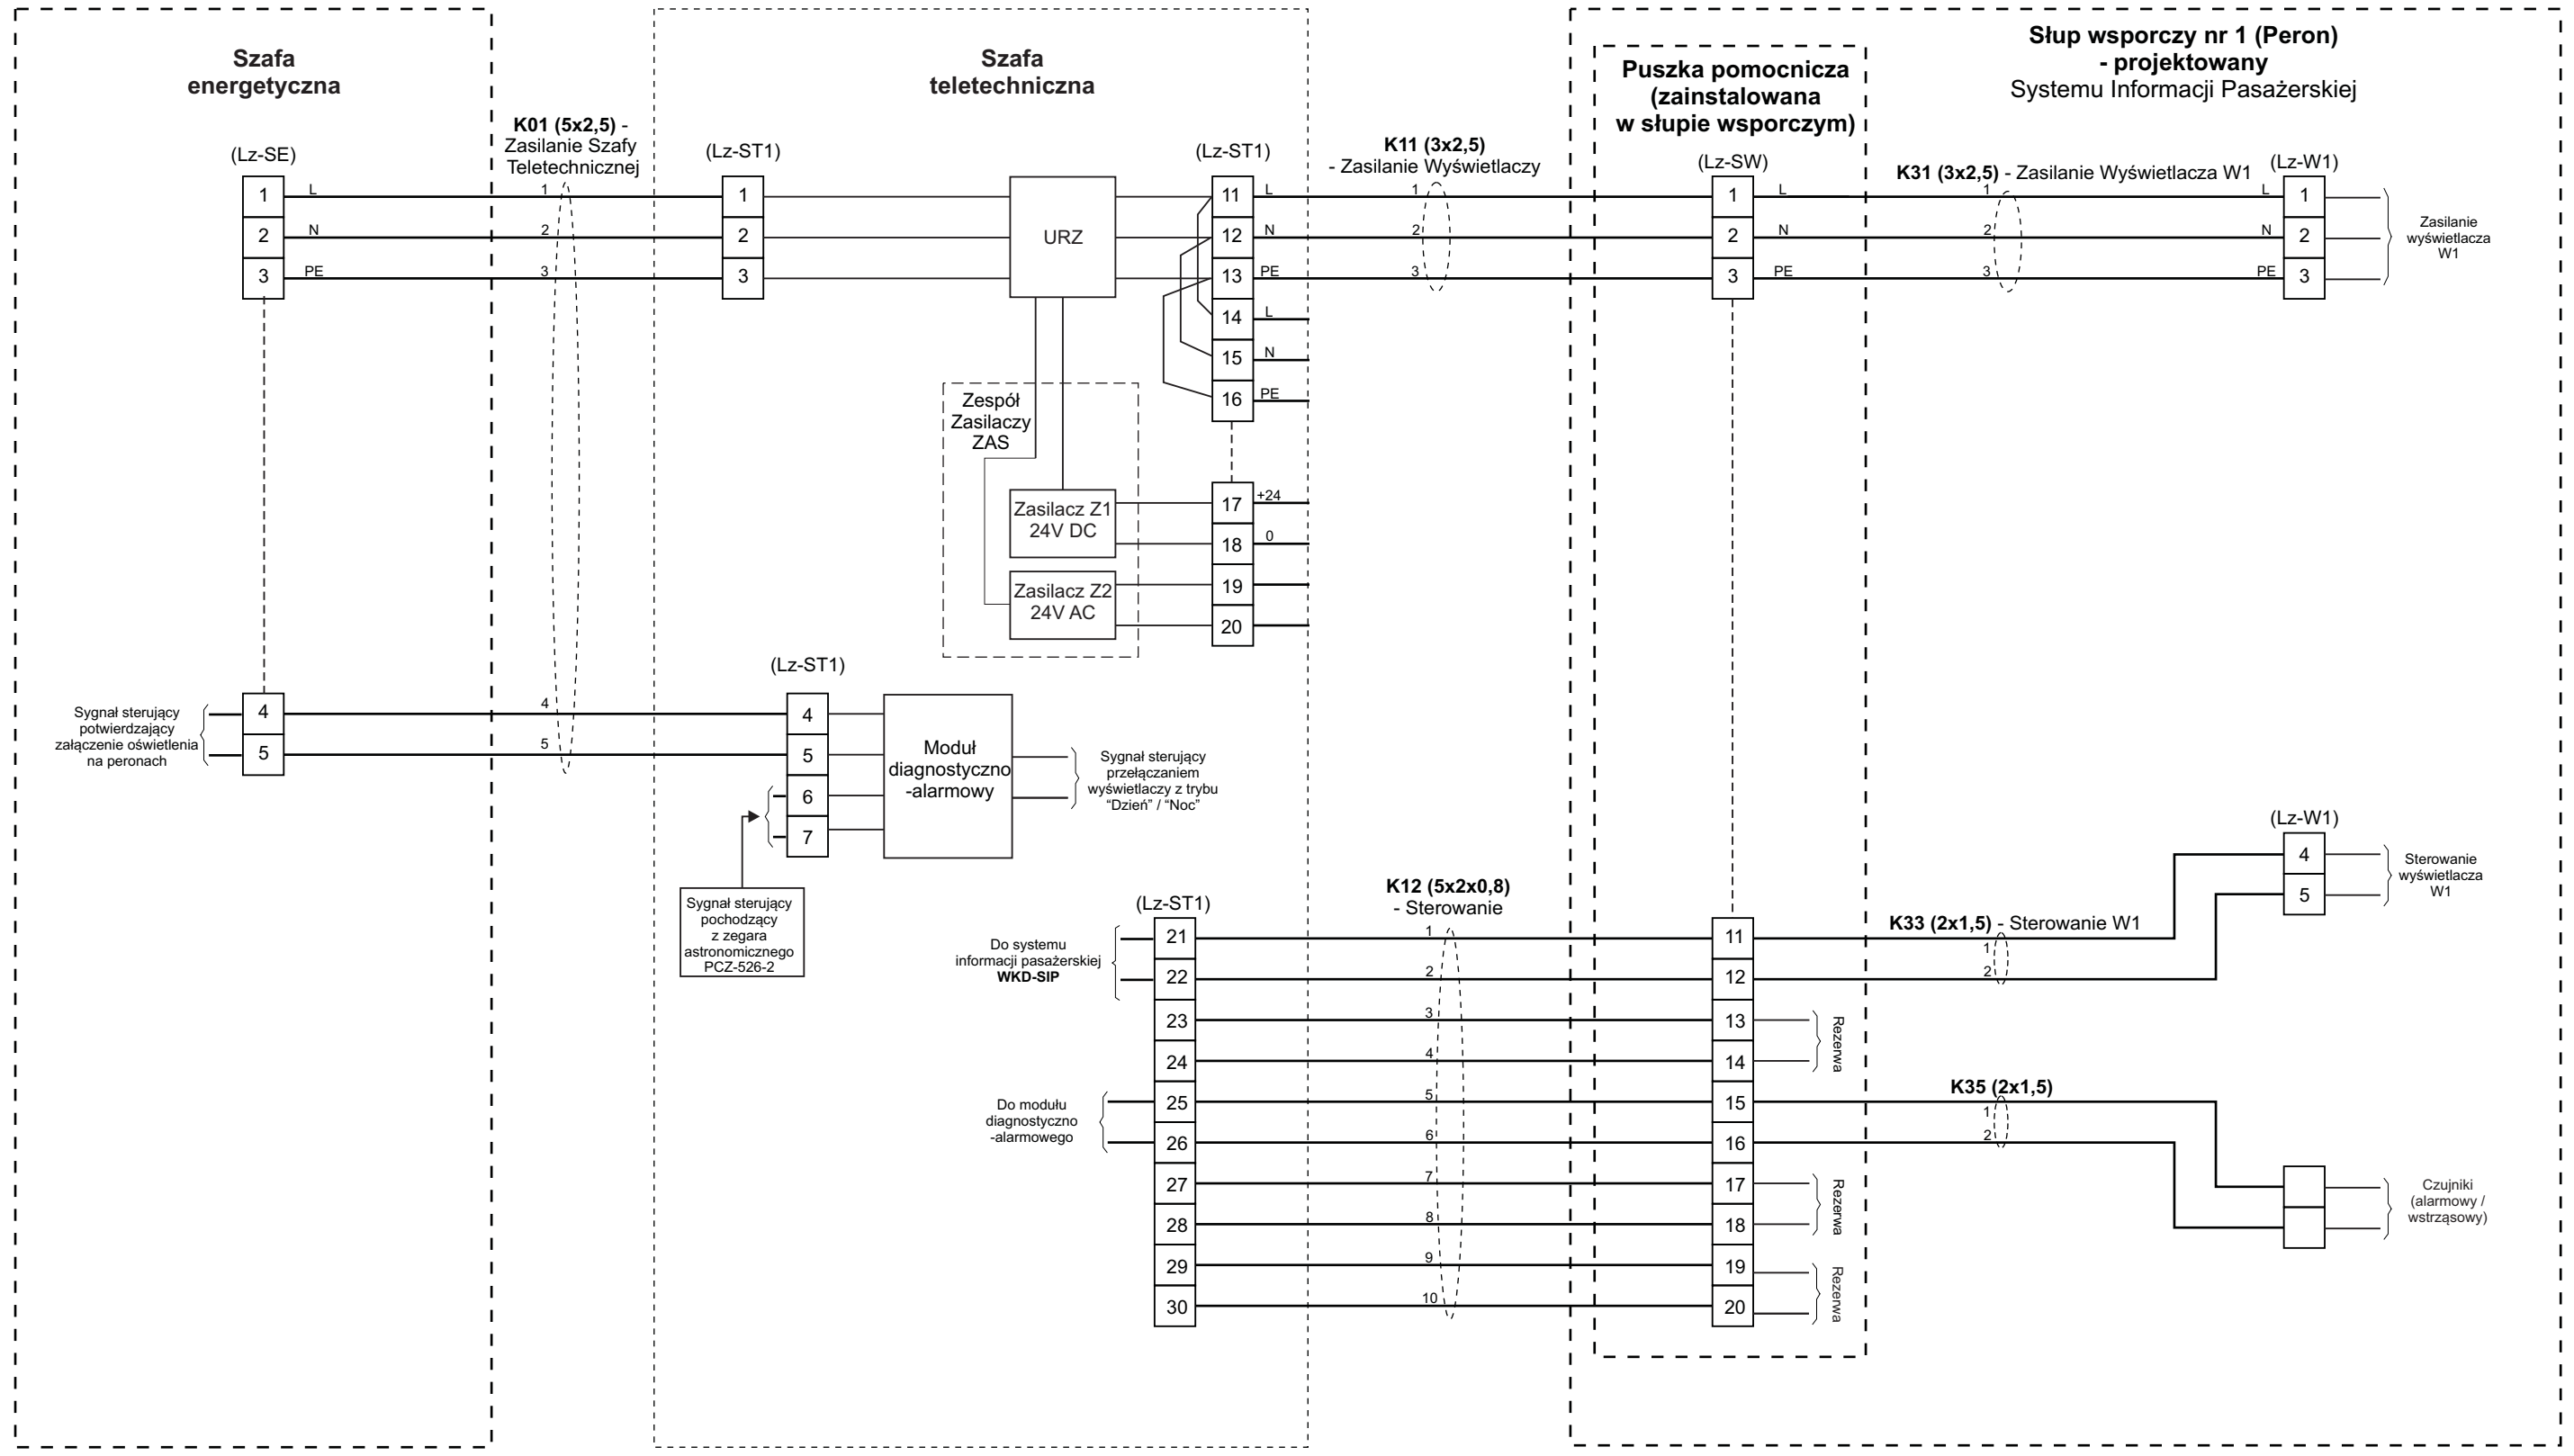 Szafa
energetyczna
(Lz-SE)
1
2
3
L
N
PE
K01 (5x2,5) -
Zasilanie Szafy
Teletechnicznej
1
2
3
4
5
Sygnał sterujący
potwierdzający
załączenie oświetlenia
na peronach
4
5
Szafa
teletechniczna
(Lz-ST1)
1
2
3
URZ
(Lz-ST1)
11
12
13
14
15
16
L
N
PE
L
N
PE
Zespół
Zasilaczy
ZAS
Zasilacz Z1
24V DC
Zasilacz Z2
24V AC
17
18
19
20
+24
0
(Lz-ST1)
4
5
6
7
Moduł
diagnostyczno
-alarmowy
Sygnał sterujący
przełączaniem
wyświetlaczy z trybu
“Dzień” / “Noc”
Sygnał sterujący
pochodzący
z zegara
astronomicznego
PCZ-526-2
(Lz-ST1)
Do systemu
informacji pasażerskiej
WKD-SIP
Do modułu
diagnostyczno
-alarmowego
21
22
23
24
25
26
27
28
29
30
K11 (3x2,5)
- Zasilanie Wyświetlaczy
1
2
3
K12 (5x2x0,8)
- Sterowanie
1
2
3
4
5
6
7
8
9
10
Słup wsporczy nr 1 (Peron)
- projektowany
Systemu Informacji Pasażerskiej
Puszka pomocnicza
(zainstalowana
w słupie wsporczym)
(Lz-SW)
1
2
3
L
N
PE
11
12
13
14
15
16
17
18
19
20
Rezerwa
Rezerwa
Rezerwa
K31 (3x2,5) - Zasilanie Wyświetlacza W1
1
2
3
L
N
PE
(Lz-W1)
1
2
3
Zasilanie
wyświetlacza
W1
K33 (2x1,5) - Sterowanie W1
1
2
(Lz-W1)
4
5
Sterowanie
wyświetlacza
W1
K35 (2x1,5)
1
2
Czujniki
(alarmowy /
wstrząsowy)